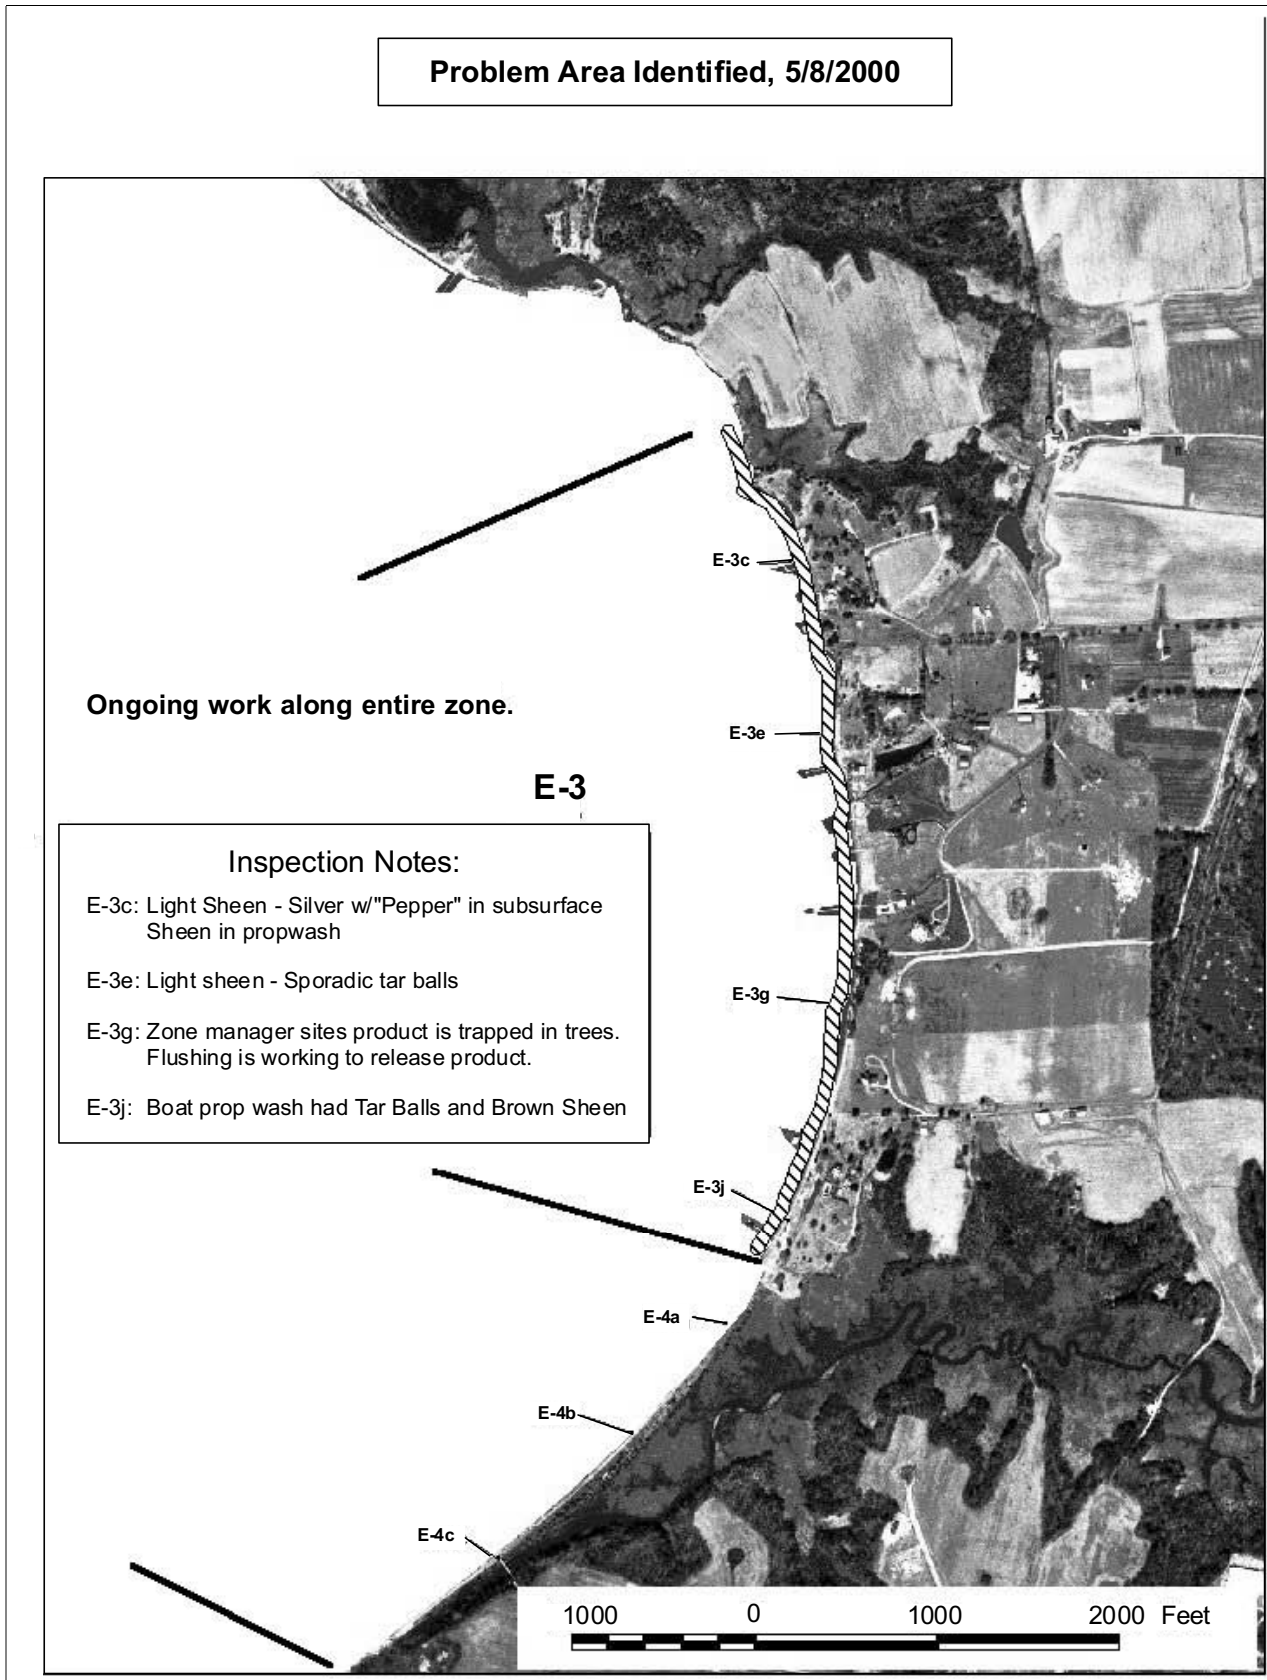 Problem Area Identified, 5/8/2000
E-3c
Ongoing work along entire zone.
E-3e
E-3
Inspection Notes:
E-3c: Light Sheen - Silver w/"Pepper" in subsurface
Sheen in propwash
E-3e: Light sheen - Sporadic tar balls
E-3g: Zone manager sites product is trapped in trees.
Flushing is working to release product.
E-3j: Boat prop wash had Tar Balls and Brown Sheen
E-3g
E-3j
E-4a
E-4b
E-4c
1000 0 1000 2000 Feet